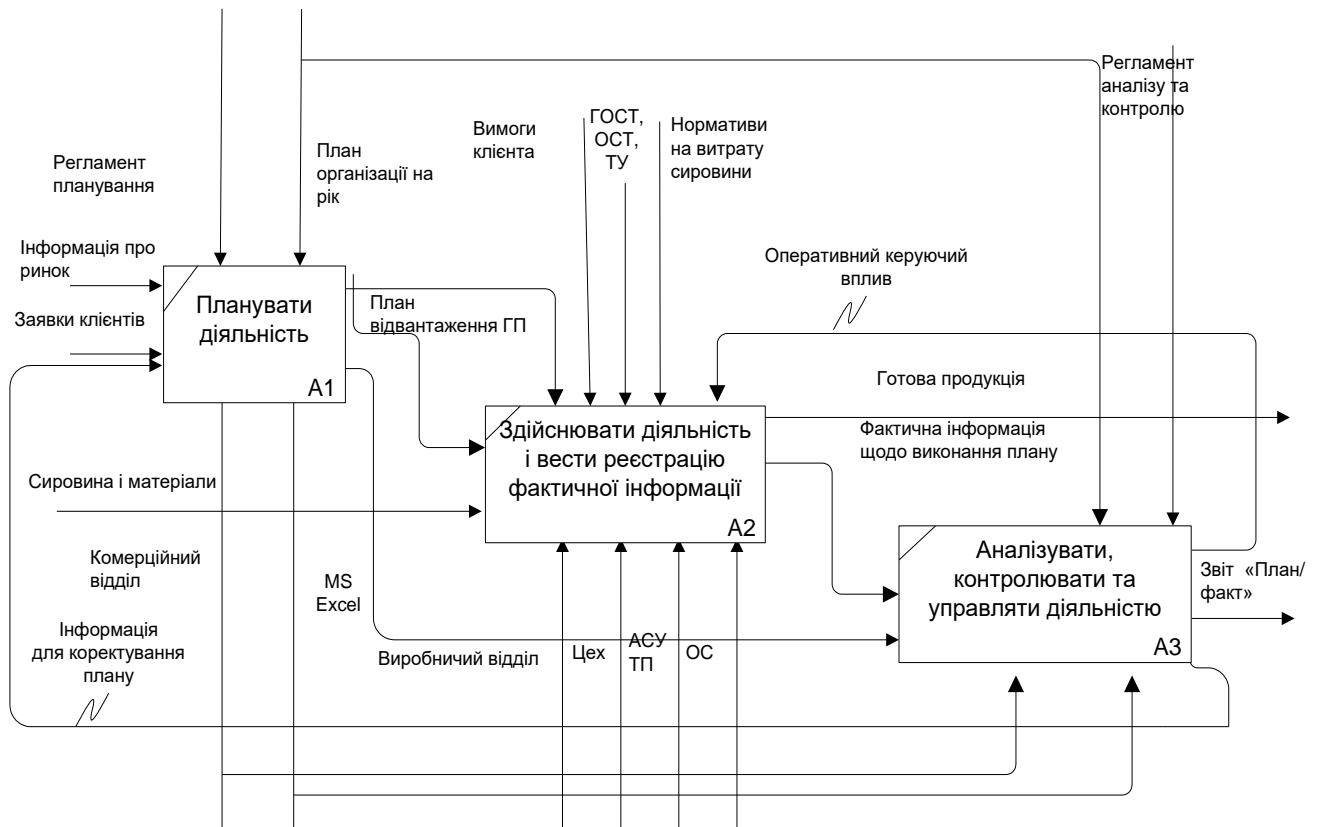 Регламент
аналізу та
контролю
ГОСТ,
ОСТ,
ТУ
Вимоги
клієнта
Нормативи
на витрату
сировини
План
організації на
рік
Регламент
планування
Інформація про
ринок
Заявки клієнтів
Планувати
діяльність
А1
План
відвантаження ГП
Оперативний керуючий
вплив
Готова продукція
Здійснювати діяльність
і вести реєстрацію
фактичної інформації
А2
Фактична інформація
щодо виконання плану
Сировина і матеріали
Аналізувати,
контролювати та
управляти діяльністю
А3
Звіт «План/
факт»
Комерційний
відділ
MS
Excel
Інформація
для коректування
плану
Виробничий відділ
Цех
АСУ
ТП
ОС